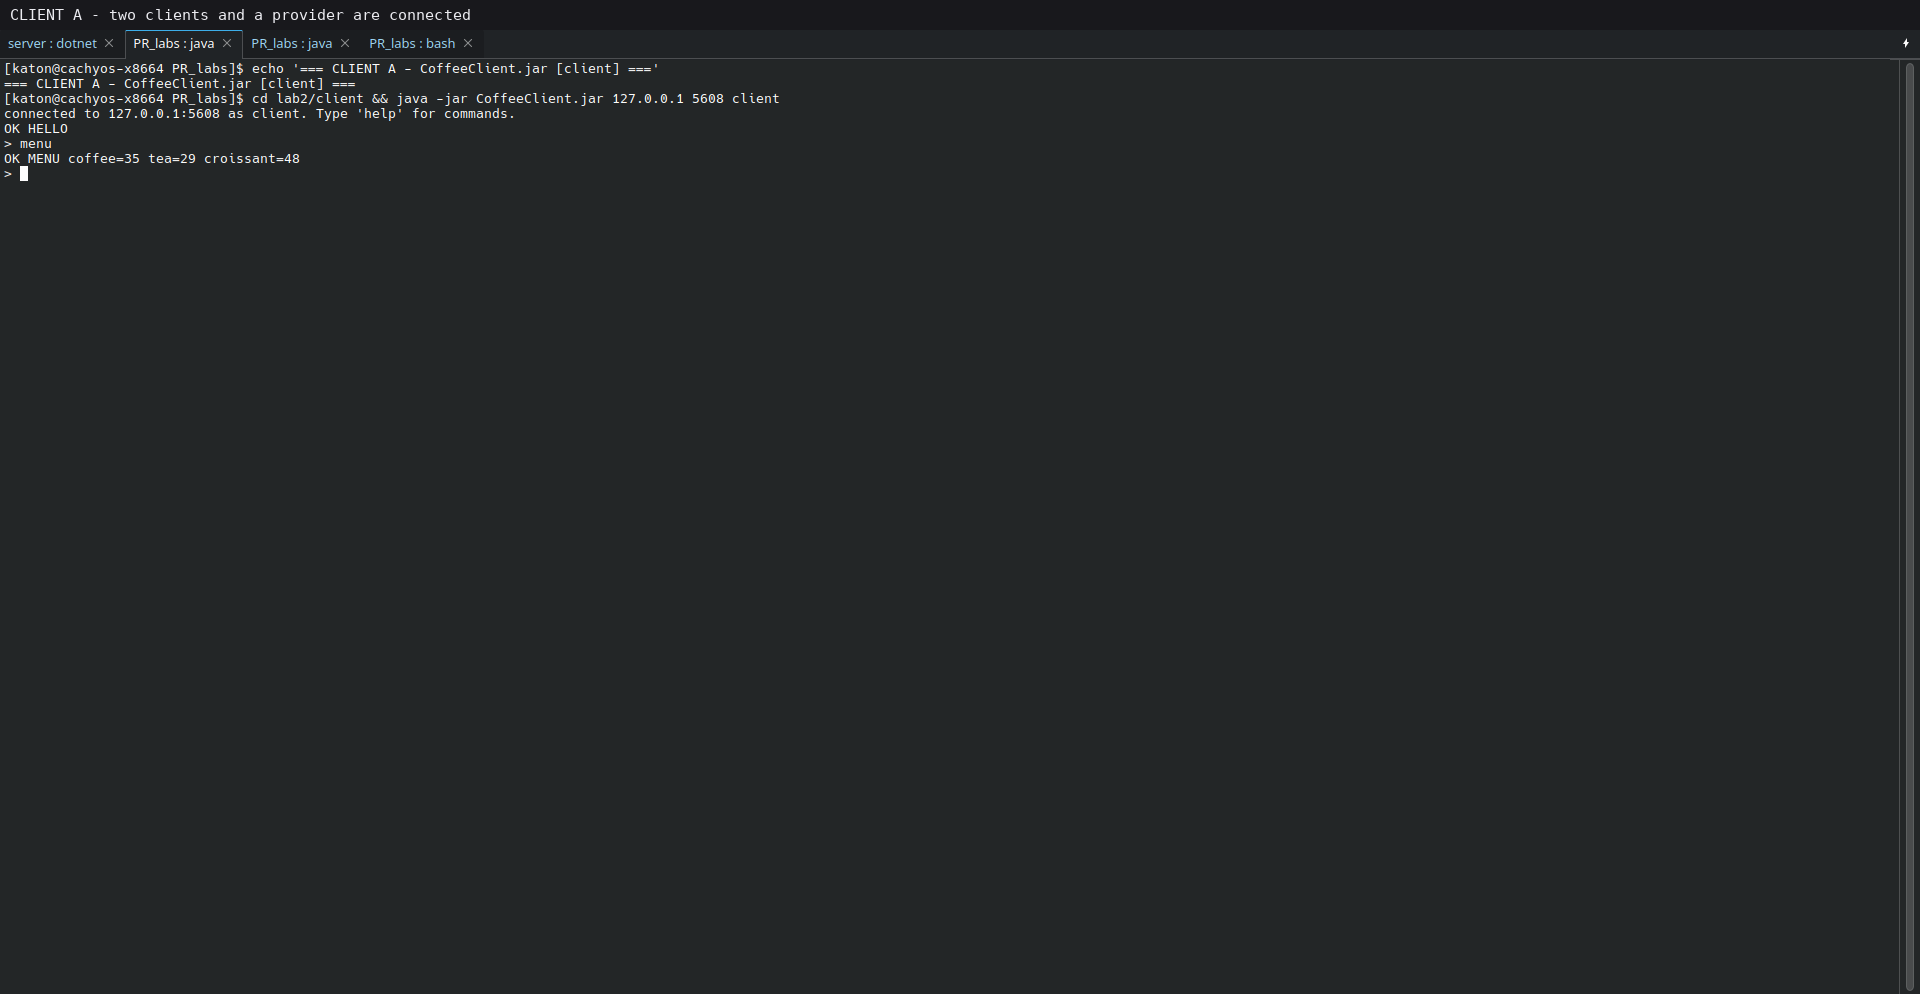 CLIENT A - two clients and a provider are connected
server : dotnet PR_labs : java PR_labs : java PR_labs : bash
[katon@cachyos-x8664 PR_labs]$ echo '=== CLIENT A - CoffeeClient.jar [client] ==='
=== CLIENT A - CoffeeClient.jar [client] ===
[katon@cachyos-x8664 PR_labs]$ cd lab2/client && java -jar CoffeeClient.jar 127.0.0.1 5608 client
connected to 127.0.0.1:5608 as client. Type 'help' for commands.
OK HELLO
> menu
OK MENU coffee=35 tea=29 croissant=48
>